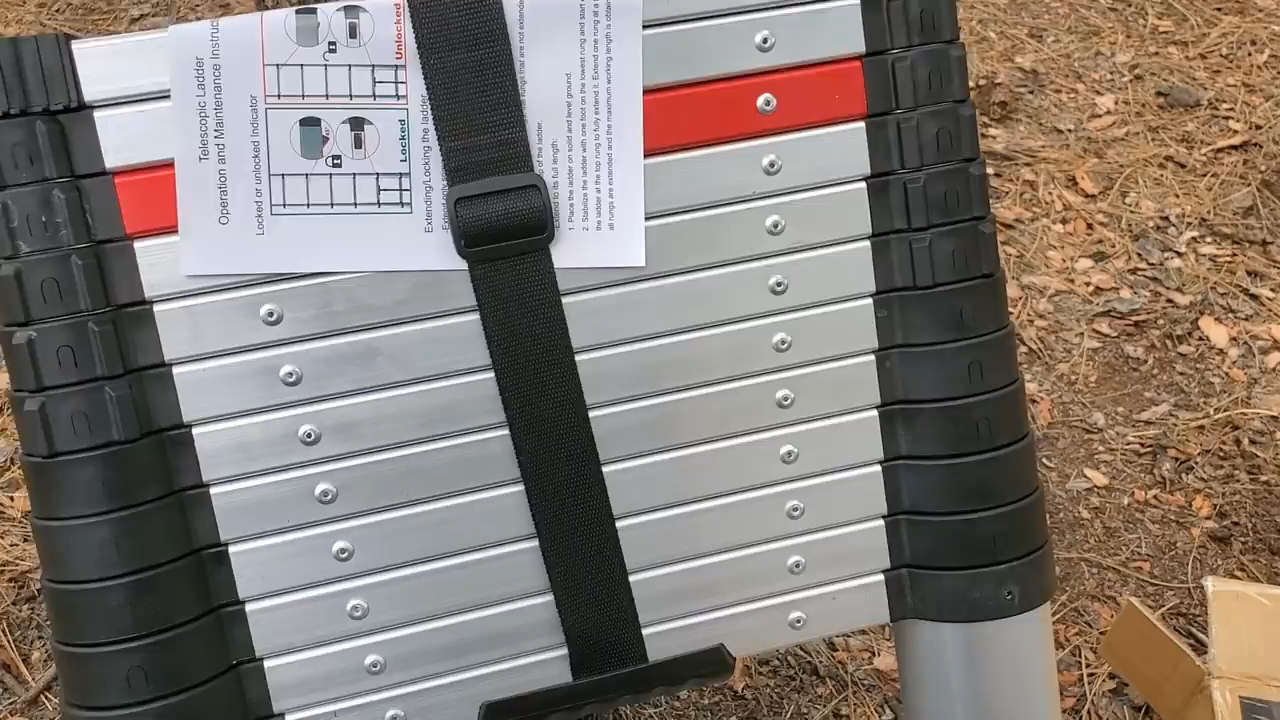 Telescopic Ladder
Operation and Maintenance Instruc
Locked or unlocked Indicator
Locked
Unlocked
Extending/Locking the ladder
rungs that are not extende
op of the ladder.
Extend to its full length:
1. Place the ladder on solid and level ground.
2. Stabilize the ladder with one foot on the lowest rung and start
the ladder at the top rung to fully extend it. Extend one rung at a
all rungs are extended and the maximum working length is obtain